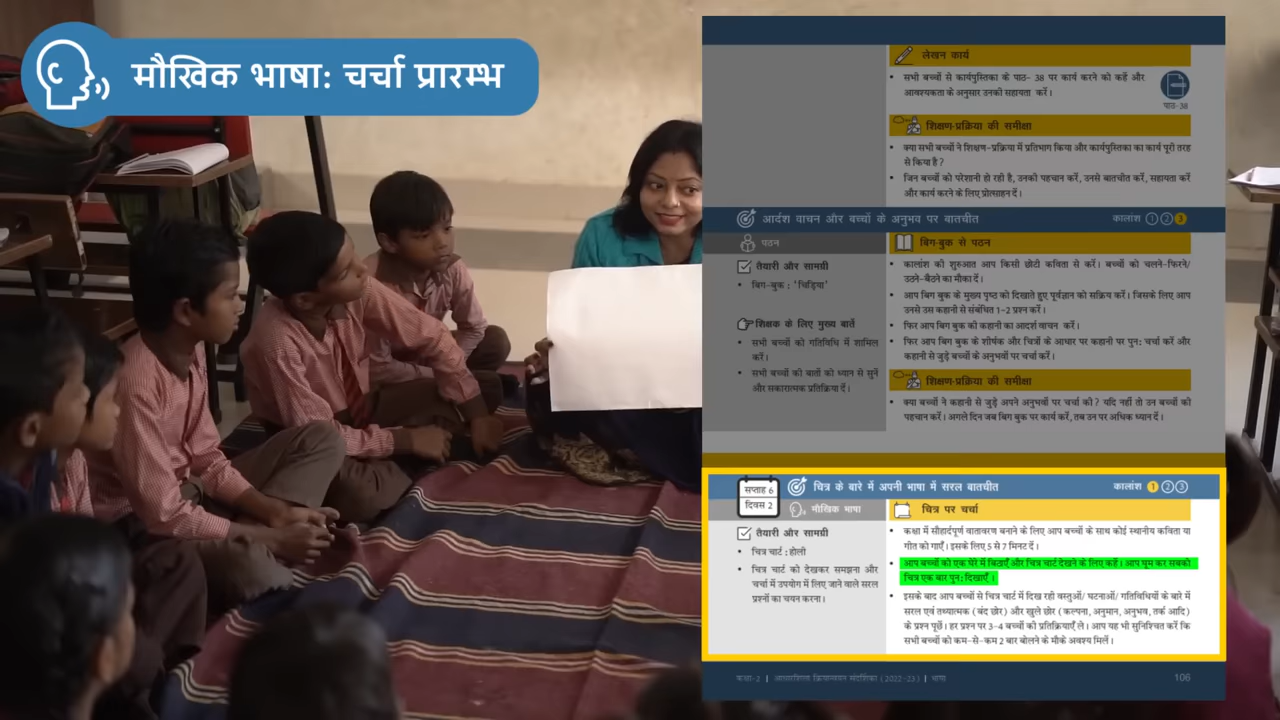 मौखिक भाषा: चर्चा प्रारम्भ
लेखन कार्य
• सभी बच्चों से कार्यपुस्तिका के पाठ- 38 पर कार्य करने को कहें और
आवश्यकता के अनुसार उनकी सहायता करें।
पाठ-38
शिक्षण-प्रक्रिया की समीक्षा
• क्या सभी बच्चों ने शिक्षण-प्रक्रिया में प्रतिभाग किया और कार्यपुस्तिका का कार्य पूरी तरह
से किया है?
• जिन बच्चों को परेशानी हो रही है, उनको पहचान करें, उनसे बातचीत करें, सहायता करें
और कार्य करने के लिए प्रोत्साहन दें।
आदर्श वाचन और बच्चों के अनुभव पर बातचीत
कालांश 1 2 3
पठन
तैयारी और सामग्री
• बिग-बुक : 'चिड़िया'
शिक्षक के लिए मुख्य बातें
• सभी बच्चों को गतिविधि में शामिल
करें।
• सभी बच्चों की बातों को ध्यान से सुनें
और सकारात्मक प्रतिक्रिया दें।
बिग-बुक से पठन
• कालांश की शुरुआत आप किसी छोटी कविता से करें। बच्चों को चलने-फिरने/
उठने-बैठने का मौका दें।
• आप बिग बुक के मुख्य पृष्ठ को दिखाते हुए पूर्वज्ञान को सक्रिय करें। जिसके लिए आप
उनसे उस कहानी से संबंधित 1-2 प्रश्न करें।
• फिर आप बिग बुक की कहानी का आदर्श वाचन करें।
• फिर आप बिग बुक के शीर्षक और चित्रों के आधार पर कहानी पर पुन: चर्चा करें और
कहानी से जुड़े बच्चों के अनुभवों पर चर्चा करें।
शिक्षण-प्रक्रिया की समीक्षा
• क्या बच्चों ने कहानी से जुड़े अपने अनुभवों पर चर्चा की? यदि नहीं तो उन बच्चों की
पहचान करें। अगले दिन जब बिग बुक पर कार्य करें, तब उन पर अधिक ध्यान दें।
सप्ताह 6
दिवस 2
चित्र के बारे में अपनी भाषा में सरल बातचीत
कालांश 1 2 3
मौखिक भाषा
तैयारी और सामग्री
• चित्र चार्ट : होली
• चित्र चार्ट को देखकर समझना और
चर्चा में उपयोग में लिए जाने वाले सरल
प्रश्नों का चयन करना।
चित्र पर चर्चा
• कक्षा में सौहार्दपूर्ण वातावरण बनाने के लिए आप बच्चों के साथ कोई स्थानीय कविता या
गीत को गाएँ। इसके लिए 5 से 7 मिनट दें।
• आप बच्चों को एक घेरे में बिठाएँ और चित्र चार्ट देखने के लिए कहें। आप घूम कर सबको
चित्र एक बार पुन: दिखाएँ।
• इसके बाद आप बच्चों से चित्र चार्ट में दिख रही वस्तुओं/ घटनाओं/ गतिविधियों के बारे में
सरल एवं तथ्यात्मक (बंद छोर) और खुले छोर (कल्पना, अनुमान, अनुभव, तर्क आदि)
के प्रश्न पूछें। हर प्रश्न पर 3-4 बच्चों की प्रतिक्रियाएँ ले। आप यह भी सुनिश्चित करें कि
सभी बच्चों को कम-से-कम 2 बार बोलने के मौके अवश्य मिलें।
कक्षा-2 | आधारशिला क्रियान्वयन संदर्शिका (2022-23) | भाषा
106